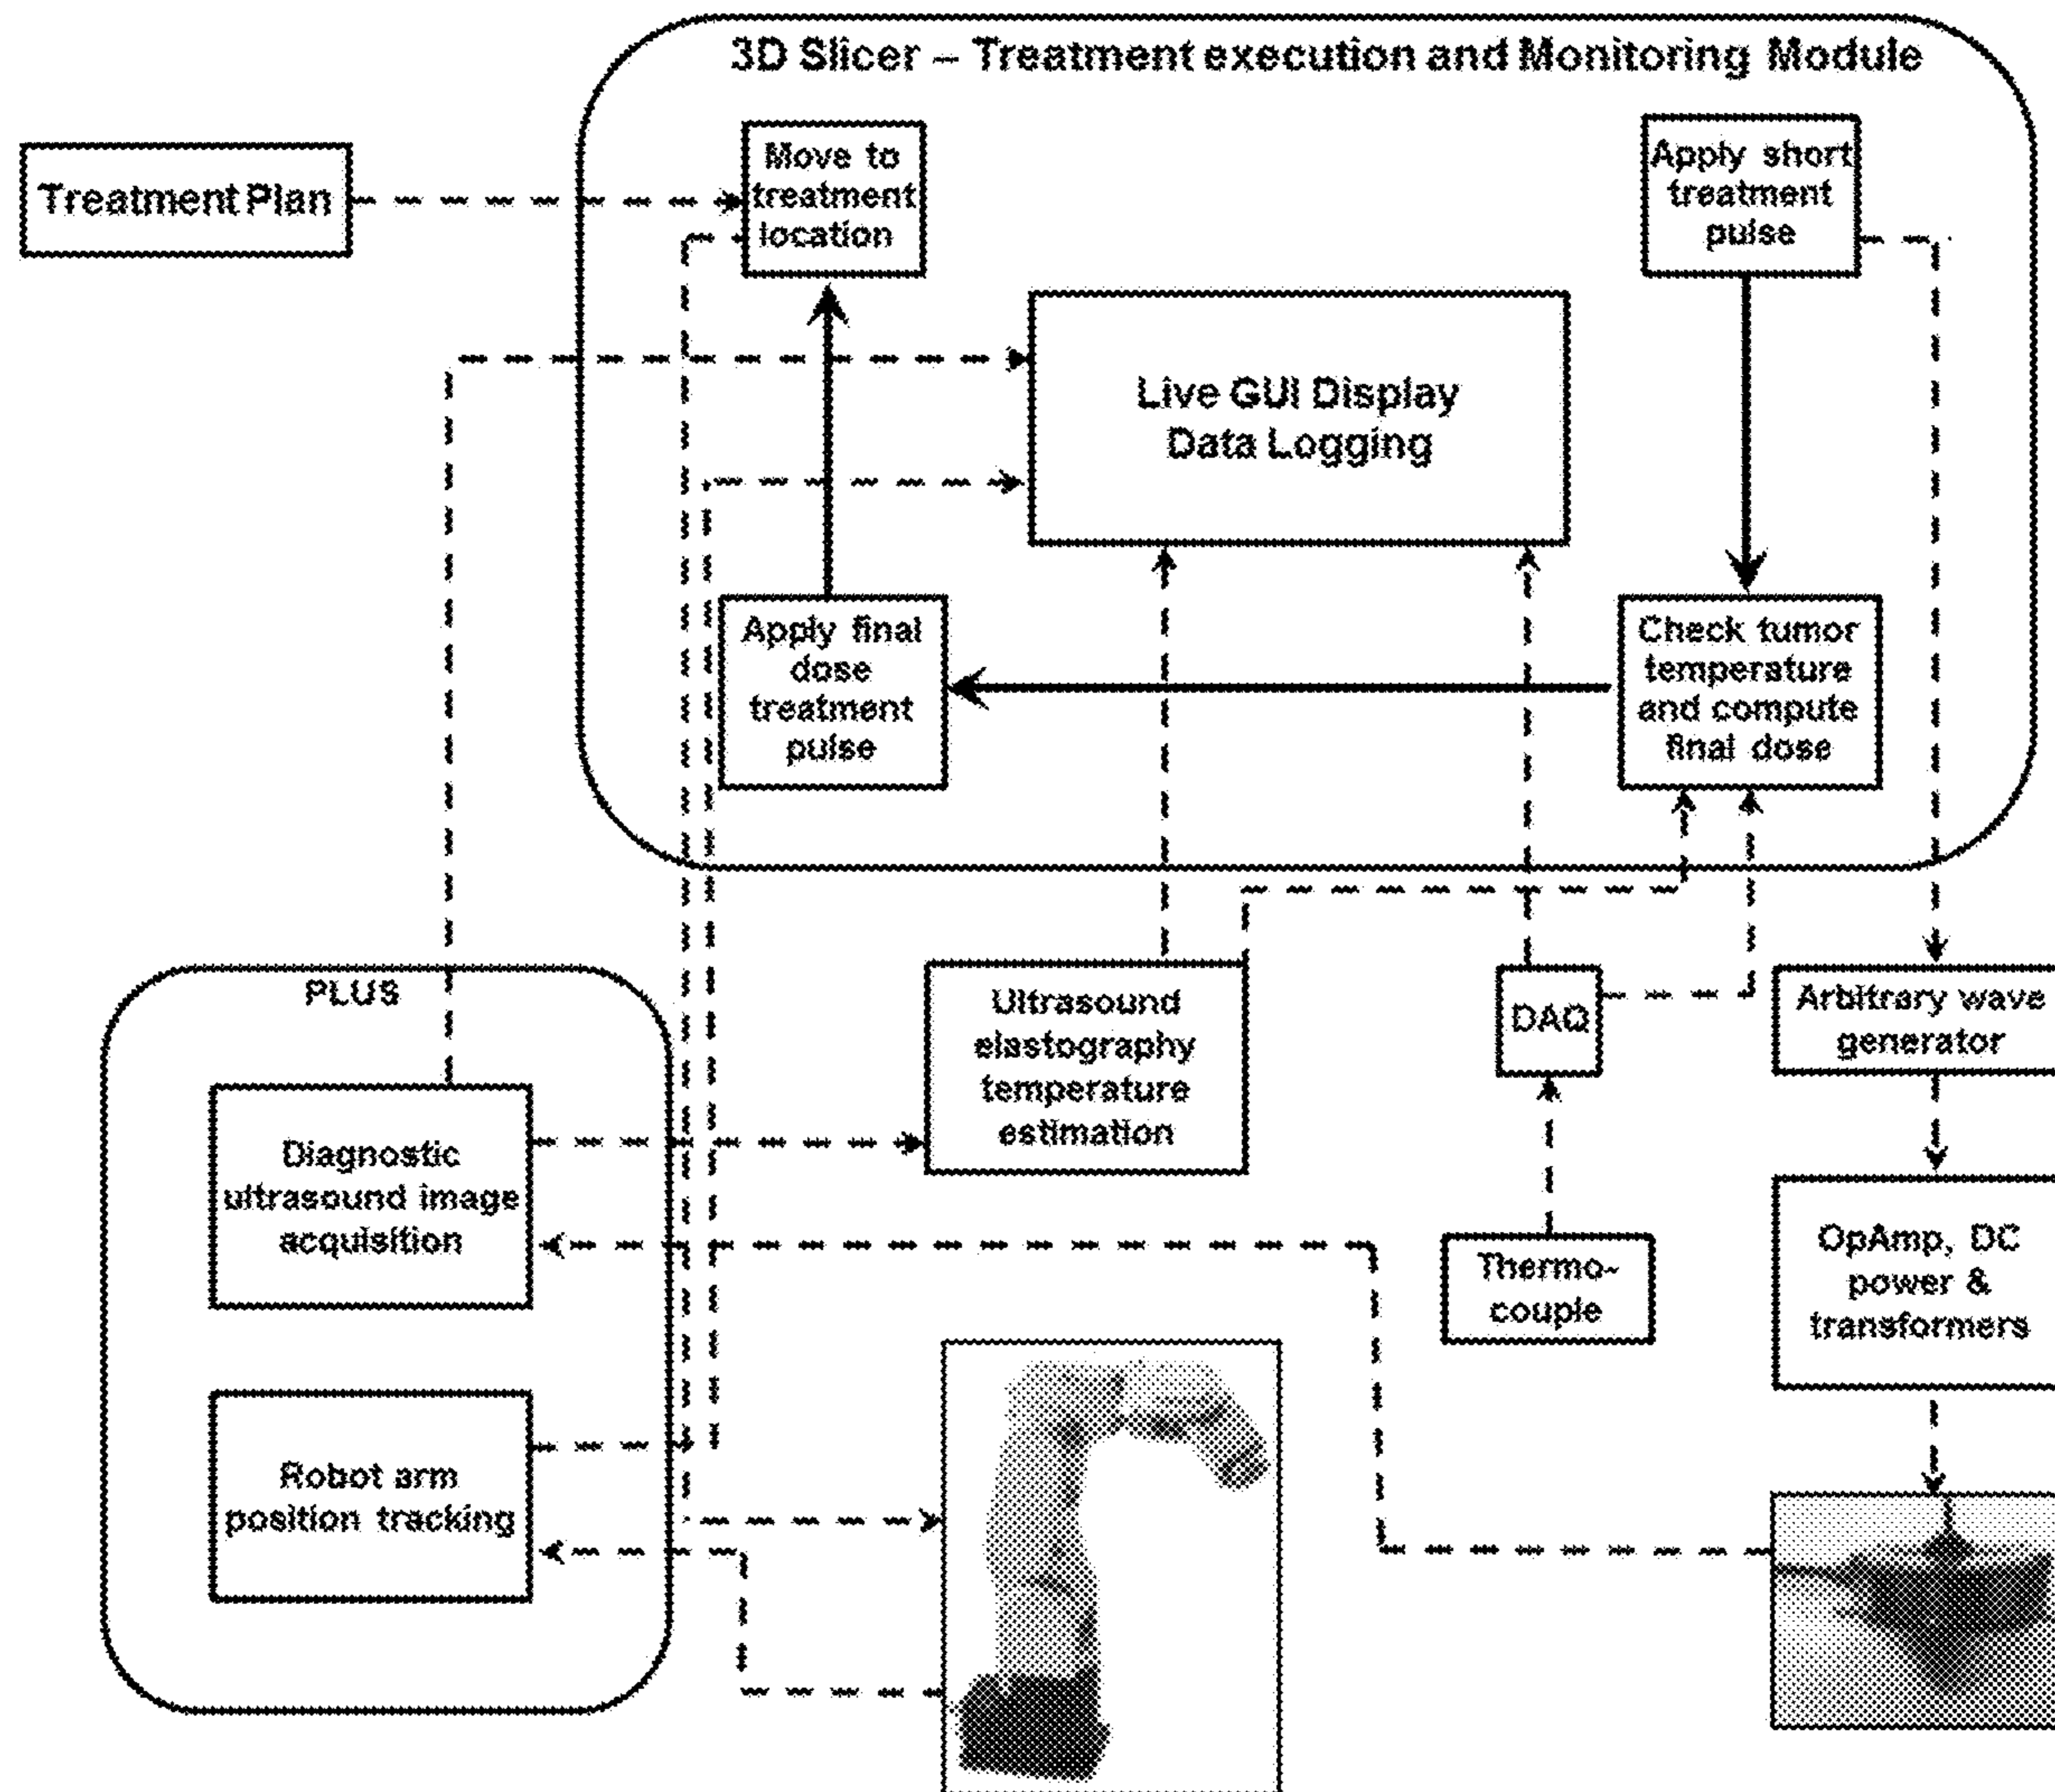 3D Slicer – Treatment execution and Monitoring Module
Treatment Plan
Move to
treatment
location
Apply short
treatment
pulse
Live GUI Display
Data Logging
Apply final
dose
treatment
pulse
Check tumor
temperature
and compute
final dose
PLUS
Diagnostic
ultrasound image
acquisition
Robot arm
position tracking
Ultrasound
elastography
temperature
estimation
DAQ
Thermo-
couple
Arbitrary wave
generator
OpAmp, DC
power &
transformers